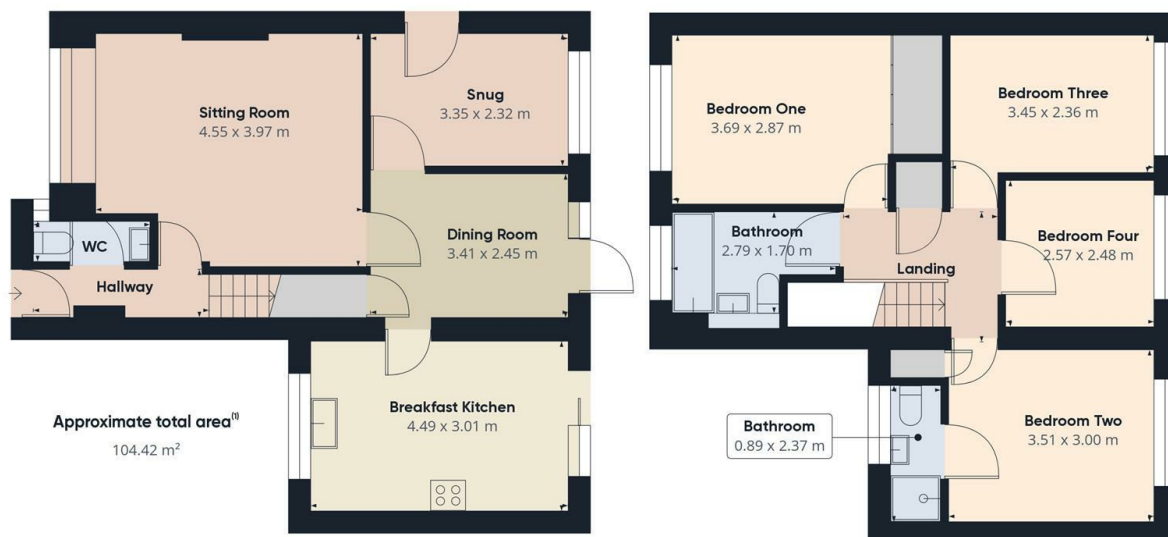 Sitting Room
4.55 x 3.97 m
Snug
3.35 x 2.32 m
WC
Dining Room
3.41 x 2.45 m
Hallway
Breakfast Kitchen
4.49 x 3.01 m
Approximate total area(1)
104.42 m²
Bedroom One
3.69 x 2.87 m
Bedroom Three
3.45 x 2.36 m
Bathroom
2.79 x 1.70 m
Bedroom Four
2.57 x 2.48 m
Landing
Bathroom
0.89 x 2.37 m
Bedroom Two
3.51 x 3.00 m